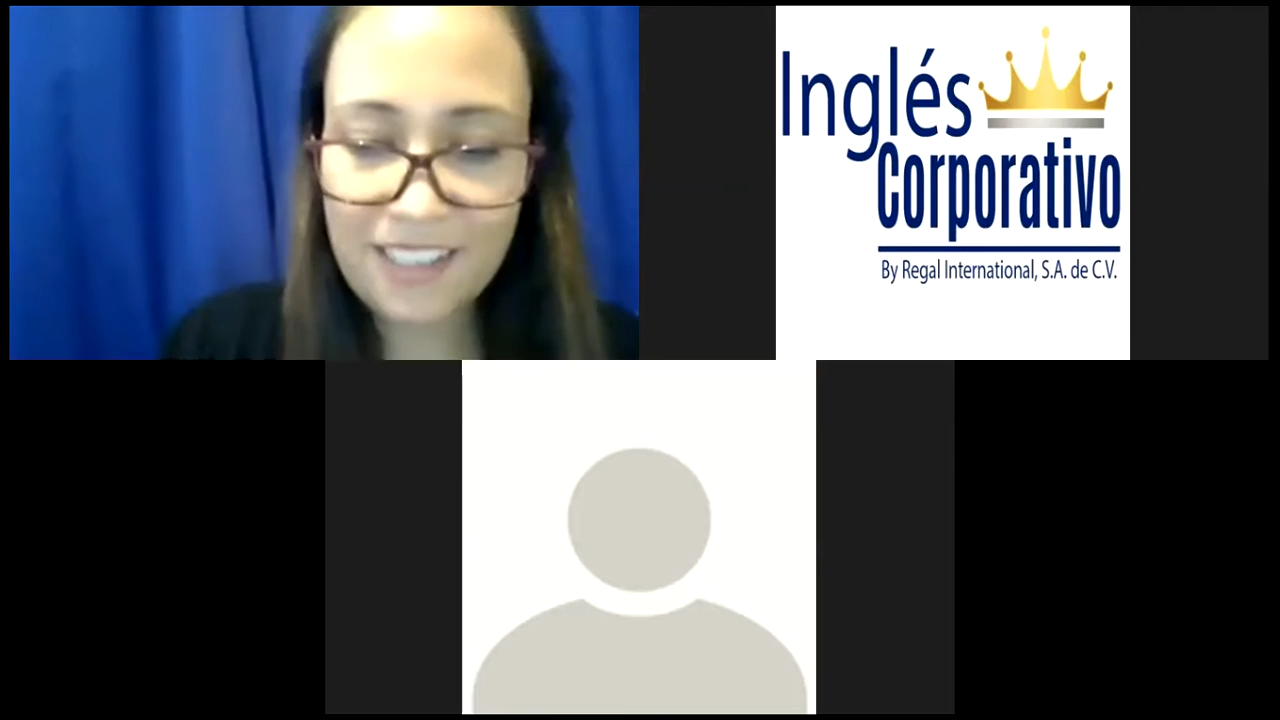 Inglés
Corporativo
By Regal International, S.A. de C.V.